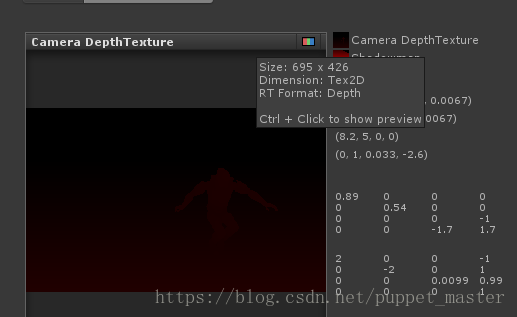 Camera DepthTexture
Camera DepthTexture
Size: 695 x 426
Dimension: Tex2D
RT Format: Depth
Ctrl + Click to show preview
, 0.0067)
0067)
(8.2, 5, 0, 0)
(0, 1, 0.033, -2.6)
0.89 0 0 0
0 0.54 0 0
0 0 0 -1
0 0 -1.7 1.7
2 0 0 -1
0 -2 0 1
0 0 0.0099 0.99
0 0 0 1
https://blog.csdn.net/puppet_master